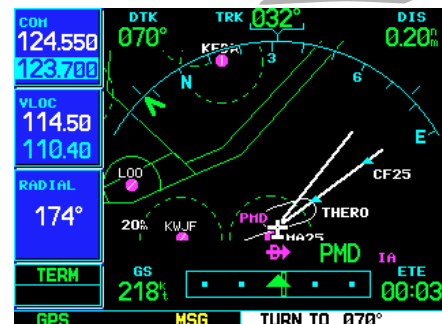 COM
124.550
123.700
VLOC
114.50
110.40
RADIAL
174°
TERM
GPS
DTK
070°
TRK 032°
DIS
0.20nm
N
3
6
E
LOO
20nm
KWJF
PMD
MA25
THERO
CF25
D
PMD
IA
GS
218kt
ETE
00:03
MSG
TURN TO 070°